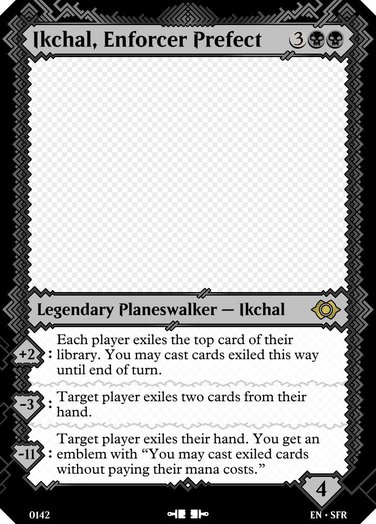 Ikchal, Enforcer Prefect 3
Legendary Planeswalker — Ikchal
+2: Each player exiles the top card of their
library. You may cast cards exiled this way
until end of turn.
−3: Target player exiles two cards from their
hand.
−11: Target player exiles their hand. You get an
emblem with “You may cast exiled cards
without paying their mana costs.”
4
0142 EN • SFR